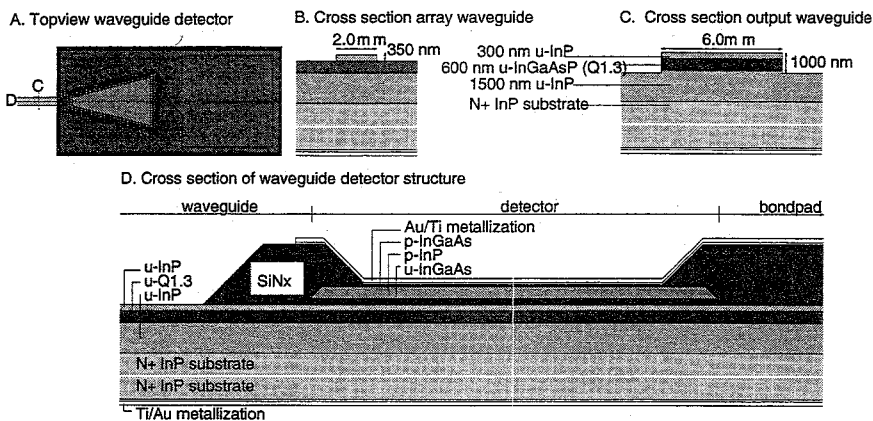 A. Topview waveguide detector
C
D
B. Cross section array waveguide
2.0m m
350 nm
C. Cross section output waveguide
6.0m m
300 nm u-InP
600 nm u-InGaAsP (Q1.3)
1000 nm
1500 nm u-InP
N+ InP substrate
D. Cross section of waveguide detector structure
waveguide
detector
bondpad
Au/Ti metallization
p-InGaAs
p-InP
u-InGaAs
u-InP
u-Q1.3
u-InP
SiNx
N+ InP substrate
N+ InP substrate
Ti/Au metallization